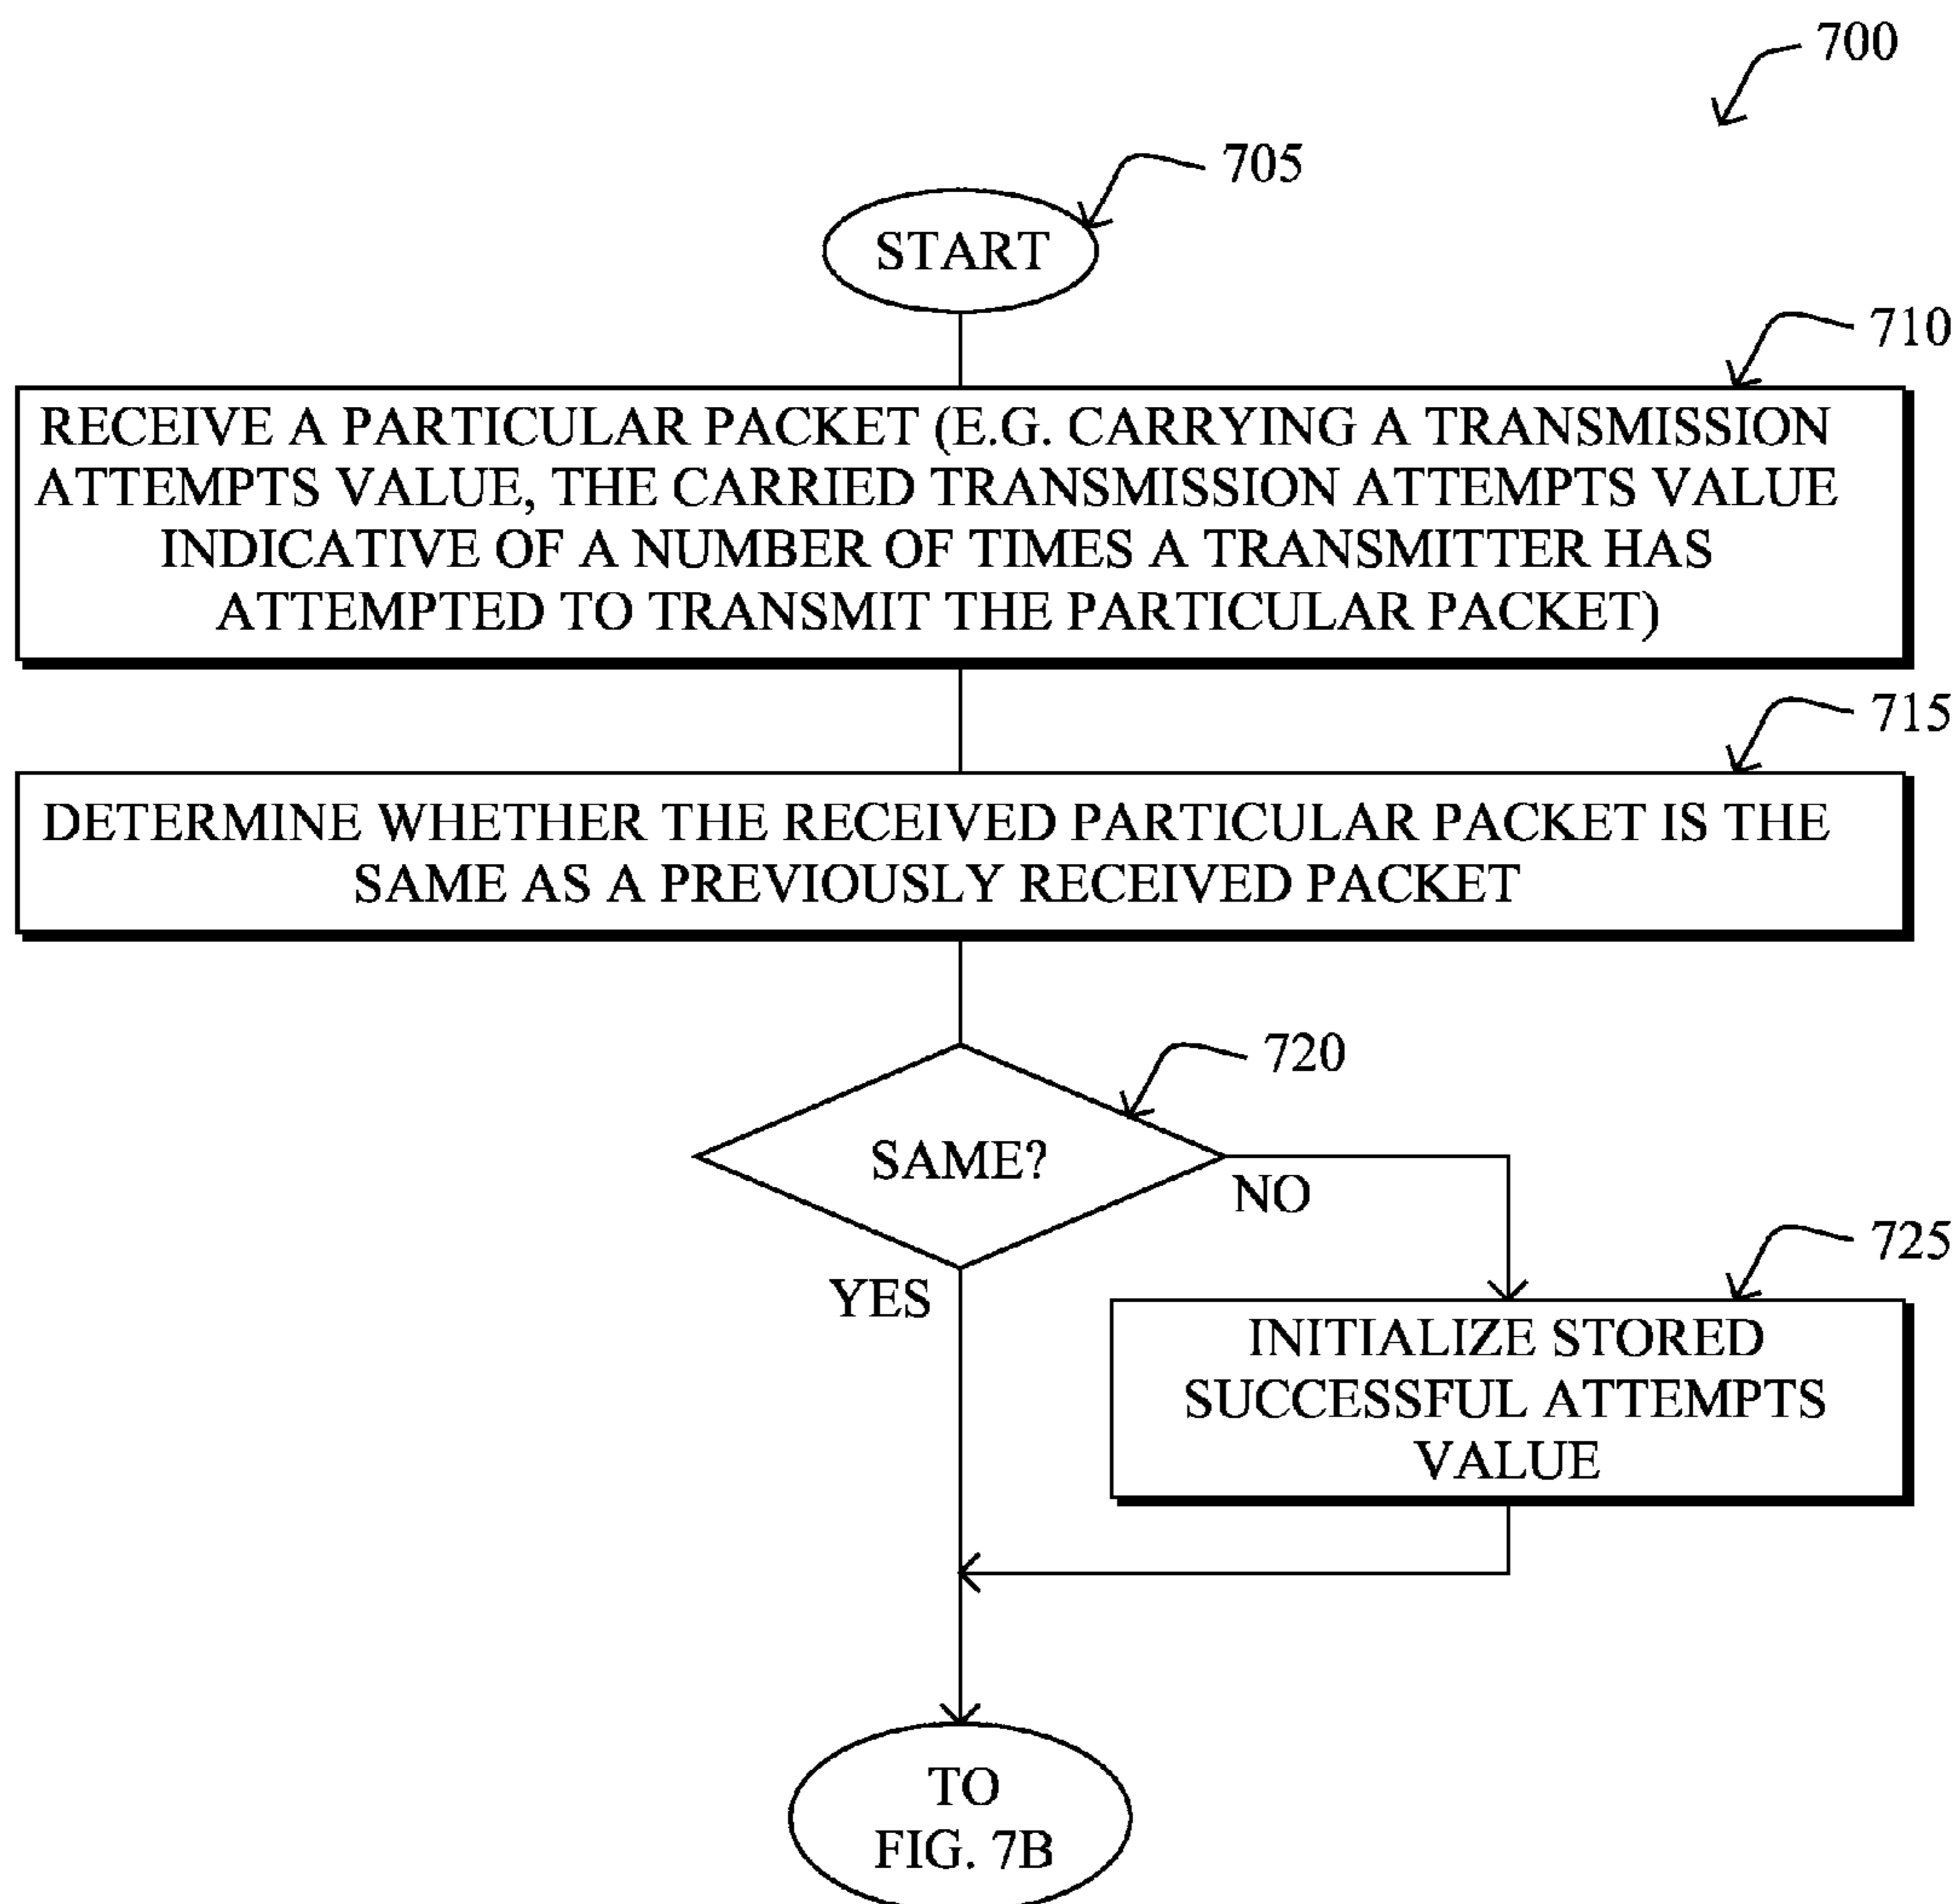 700
705
START
710
RECEIVE A PARTICULAR PACKET (E.G. CARRYING A TRANSMISSION
ATTEMPTS VALUE, THE CARRIED TRANSMISSION ATTEMPTS VALUE
INDICATIVE OF A NUMBER OF TIMES A TRANSMITTER HAS
ATTEMPTED TO TRANSMIT THE PARTICULAR PACKET)
715
DETERMINE WHETHER THE RECEIVED PARTICULAR PACKET IS THE
SAME AS A PREVIOUSLY RECEIVED PACKET
720
SAME?
NO
YES
725
INITIALIZE STORED
SUCCESSFUL ATTEMPTS
VALUE
TO
FIG. 7B